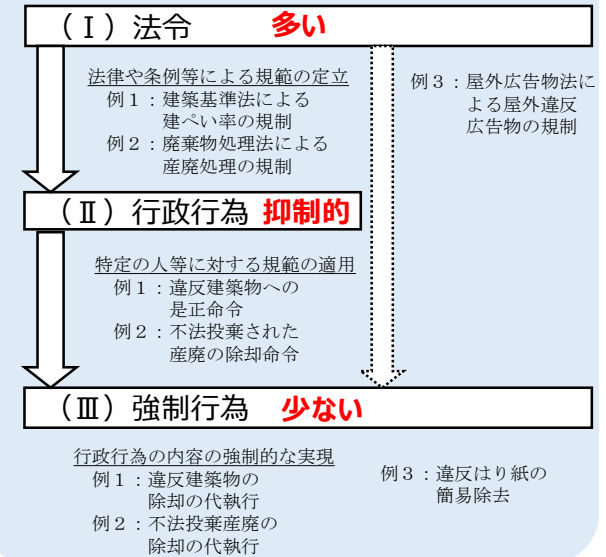 （Ⅰ）法令　多い
法律や条例等による規範の定立
例１：建築基準法による
建ぺい率の規制
例２：廃棄物処理法による
産廃処理の規制
例３：屋外広告物法に
よる屋外違反
広告物の規制
（Ⅱ）行政行為 抑制的
特定の人等に対する規範の適用
例１：違反建築物への
是正命令
例２：不法投棄された
産廃の除却命令
（Ⅲ）強制行為　少ない
行政行為の内容の強制的な実現
例１：違反建築物の
除却の代執行
例２：不法投棄産廃の
除却の代執行
例３：違反はり紙の
簡易除去